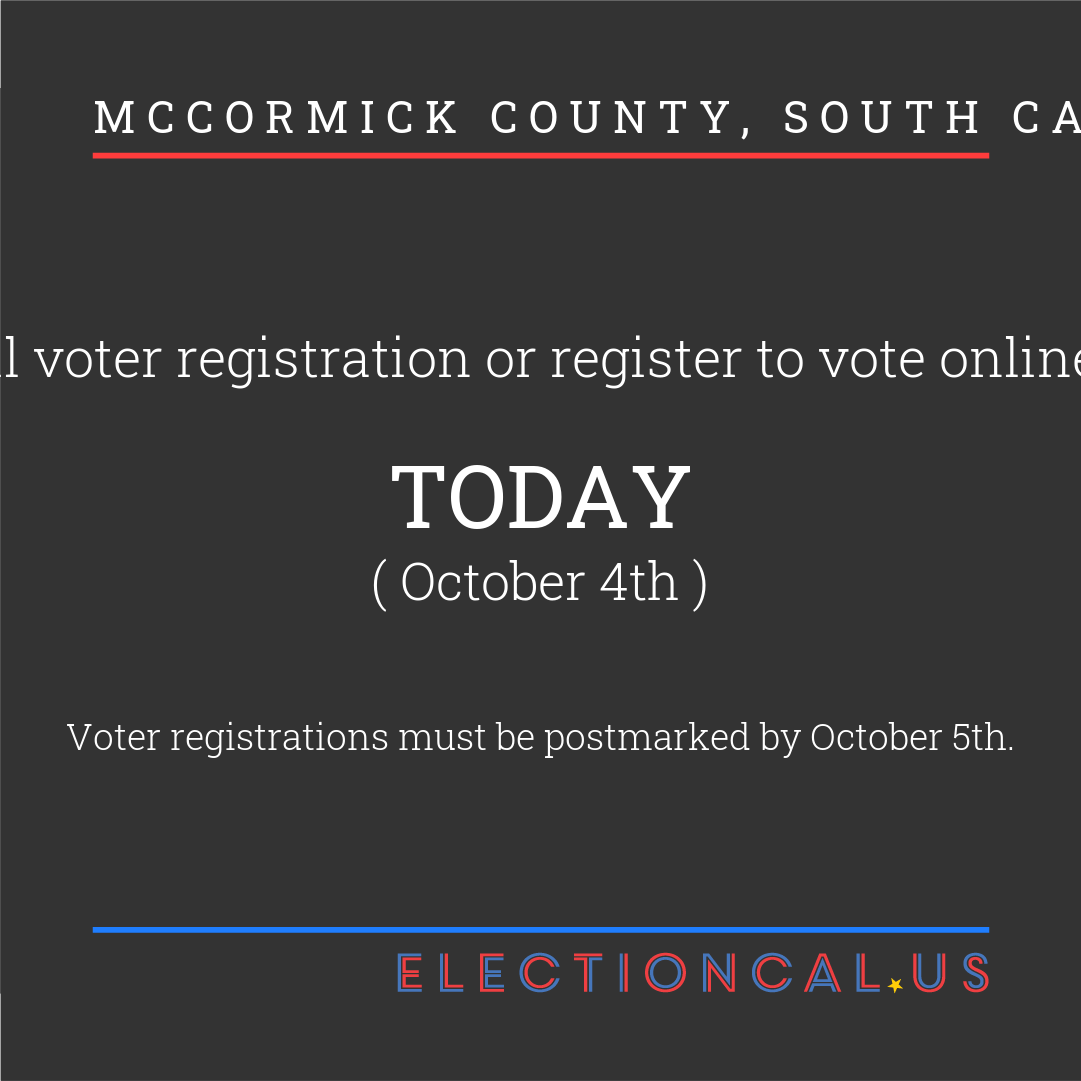 MCCORMICK COUNTY, SOUTH CA
l voter registration or register to vote online
TODAY
( October 4th )
Voter registrations must be postmarked by October 5th.
ELECTIONCAL.US